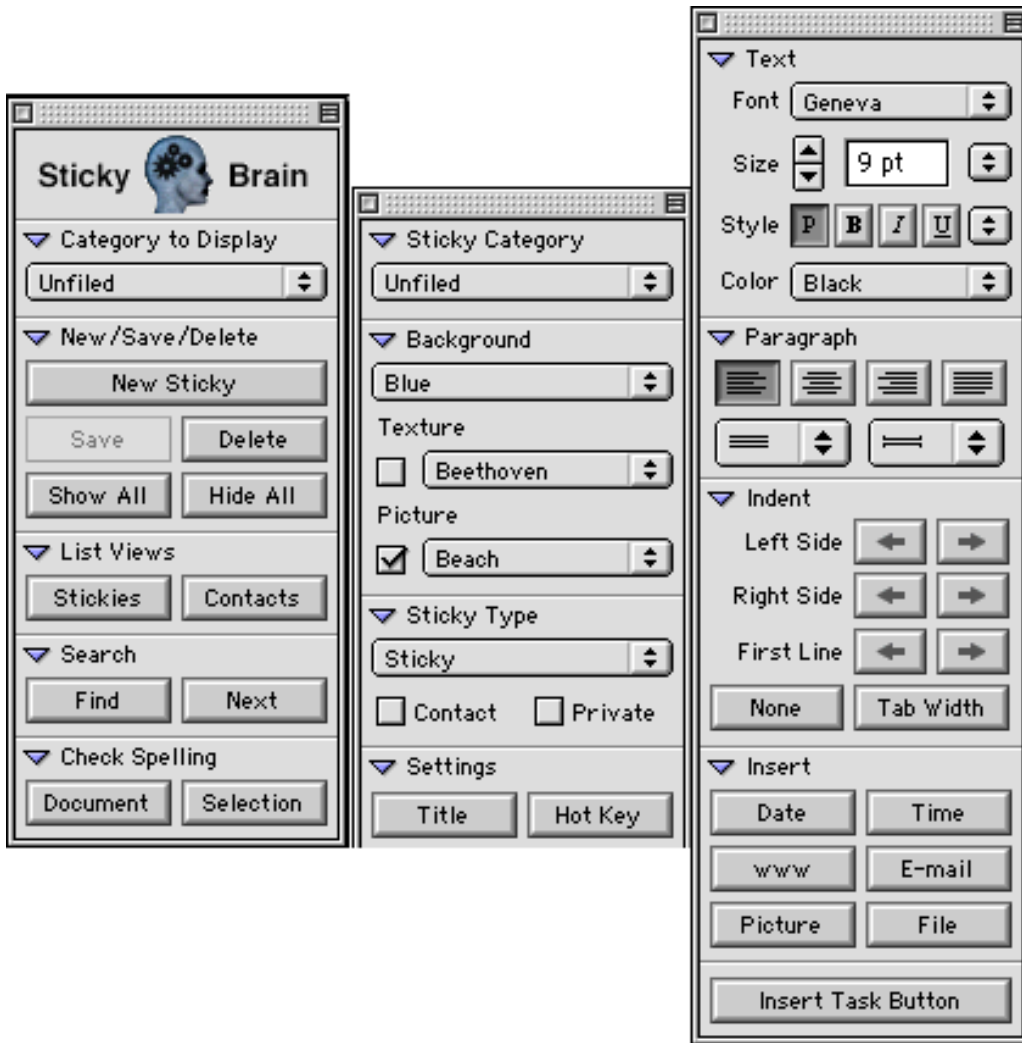 Sticky Brain
Category to Display
Unfiled
New/Save/Delete
New Sticky
Save Delete
Show All Hide All
List Views
Stickies Contacts
Search
Find Next
Check Spelling
Document Selection
Sticky Category
Unfiled
Background
Blue
Texture
Beethoven
Picture
Beach
Sticky Type
Sticky
Contact Private
Settings
Title Hot Key
Text
Font Geneva
Size 9 pt
Style P B I U
Color Black
Paragraph
Indent
Left Side
Right Side
First Line
None Tab Width
Insert
Date Time
www E-mail
Picture File
Insert Task Button